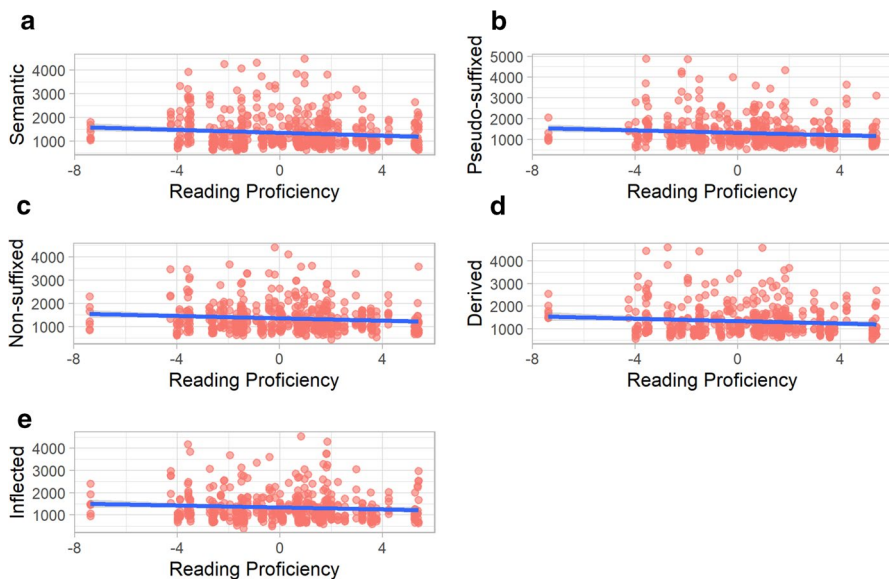 a
Semantic
4000
3000
2000
1000
-8 -4 0 4
Reading Proficiency
b
Pseudo-suffixed
5000
4000
3000
2000
1000
-8 -4 0 4 8
Reading Proficiency
c
Non-suffixed
4000
3000
2000
1000
-8 -4 0 4
Reading Proficiency
d
Derived
4000
3000
2000
1000
-8 -4 0 4 8
Reading Proficiency
e
Inflected
4000
3000
2000
1000
-8 -4 0 4
Reading Proficiency